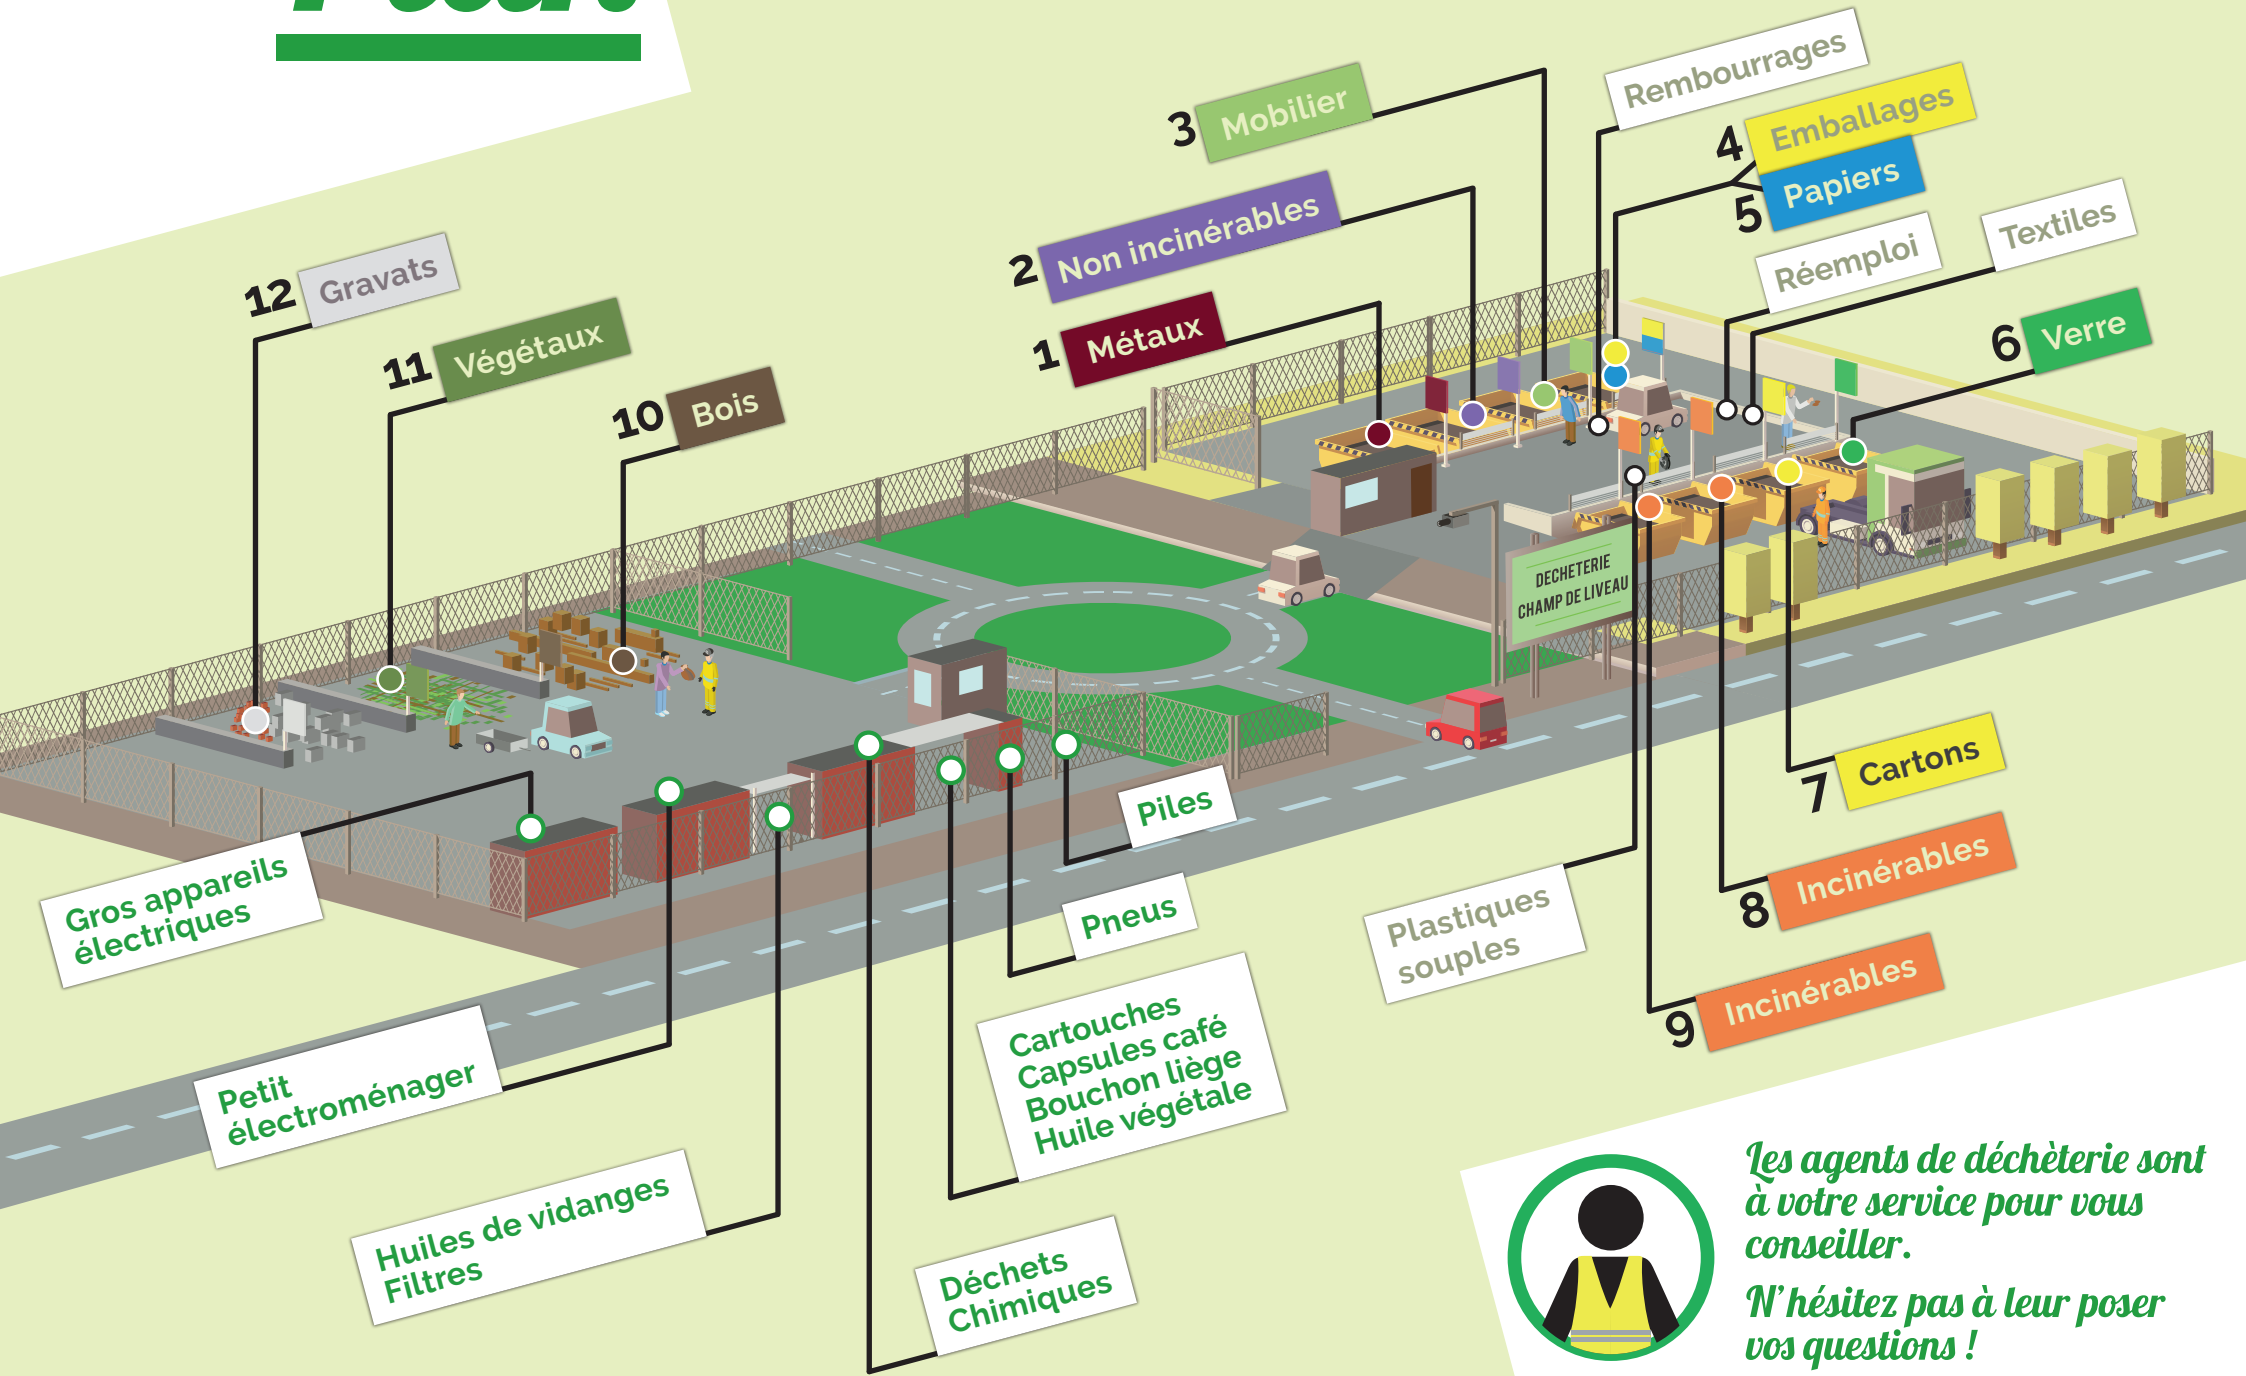 Plan
Rembourrages
3 Mobilier
4 Emballages
5 Papiers
2 Non incinérables
Textiles
Réemploi
12 Gravats
1 Métaux
6 Verre
11 Végétaux
10 Bois
DECHETERIE
CHAMP DE LIVEAU
7 Cartons
Piles
8 Incinérables
Gros appareils
électriques
Pneus
Plastiques
souples
9 Incinérables
Cartouches
Capsules café
Bouchon liège
Huile végétale
Petit
électroménager
Huiles de vidanges
Filtres
Déchets
Chimiques
Les agents de déchèterie sont
à votre service pour vous
conseiller.
N'hésitez pas à leur poser
vos questions !